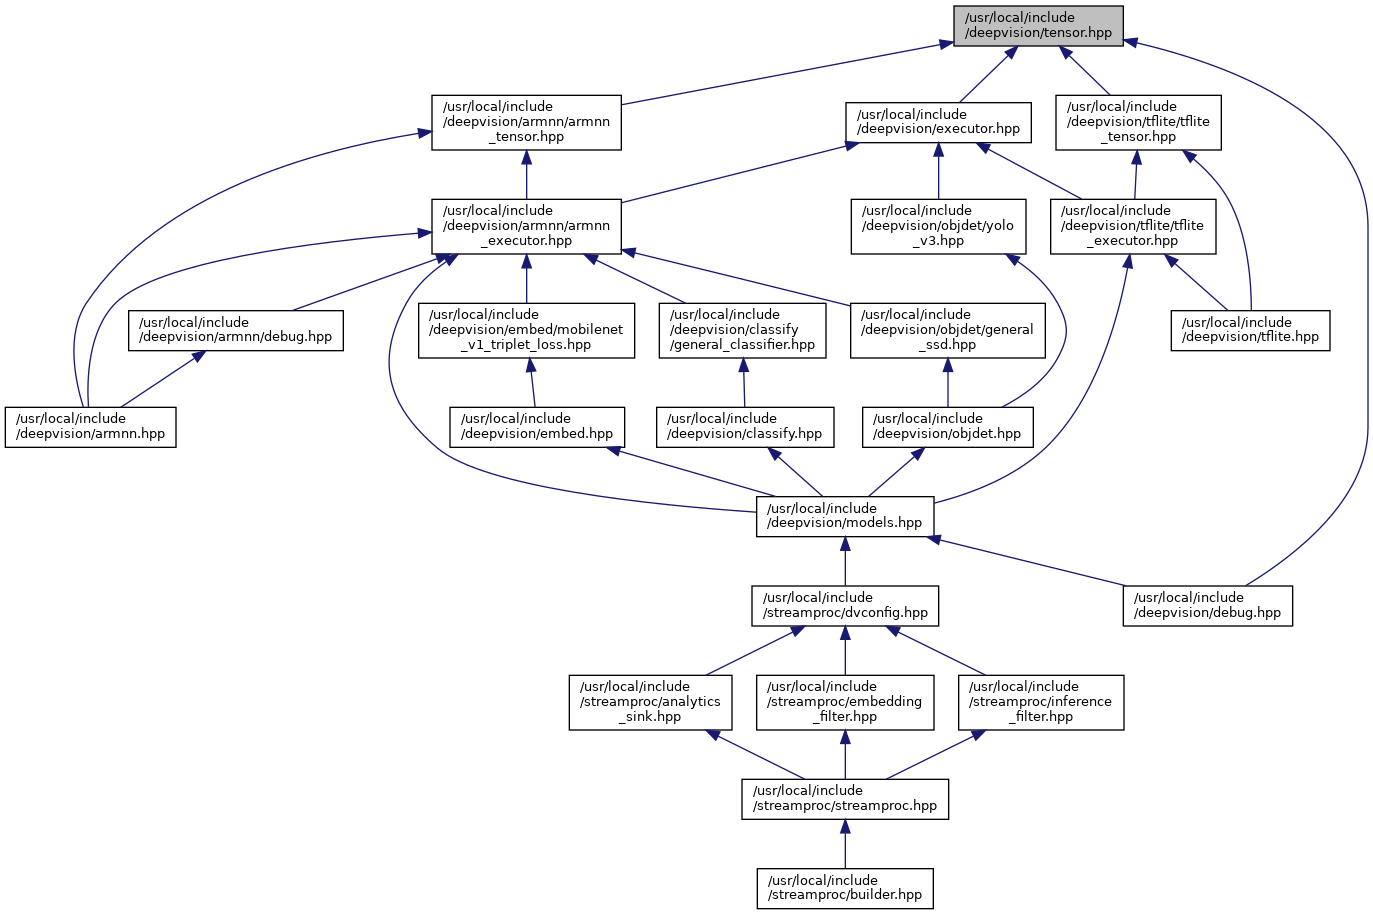 /usr/local/include
/deepvision/tensor.hpp
/usr/local/include
/deepvision/armnn/armnn
_tensor.hpp
/usr/local/include
/deepvision/executor.hpp
/usr/local/include
/deepvision/tflite/tflite
_tensor.hpp
/usr/local/include
/deepvision/armnn/armnn
_executor.hpp
/usr/local/include
/deepvision/objdet/yolo
_v3.hpp
/usr/local/include
/deepvision/tflite/tflite
_executor.hpp
/usr/local/include
/deepvision/armnn/debug.hpp
/usr/local/include
/deepvision/embed/mobilenet
_v1_triplet_loss.hpp
/usr/local/include
/deepvision/classify
/general_classifier.hpp
/usr/local/include
/deepvision/objdet/general
_ssd.hpp
/usr/local/include
/deepvision/tflite.hpp
/usr/local/include
/deepvision/armnn.hpp
/usr/local/include
/deepvision/embed.hpp
/usr/local/include
/deepvision/classify.hpp
/usr/local/include
/deepvision/objdet.hpp
/usr/local/include
/deepvision/models.hpp
/usr/local/include
/streamproc/dvconfig.hpp
/usr/local/include
/deepvision/debug.hpp
/usr/local/include
/streamproc/analytics
_sink.hpp
/usr/local/include
/streamproc/embedding
_filter.hpp
/usr/local/include
/streamproc/inference
_filter.hpp
/usr/local/include
/streamproc/streamproc.hpp
/usr/local/include
/streamproc/builder.hpp